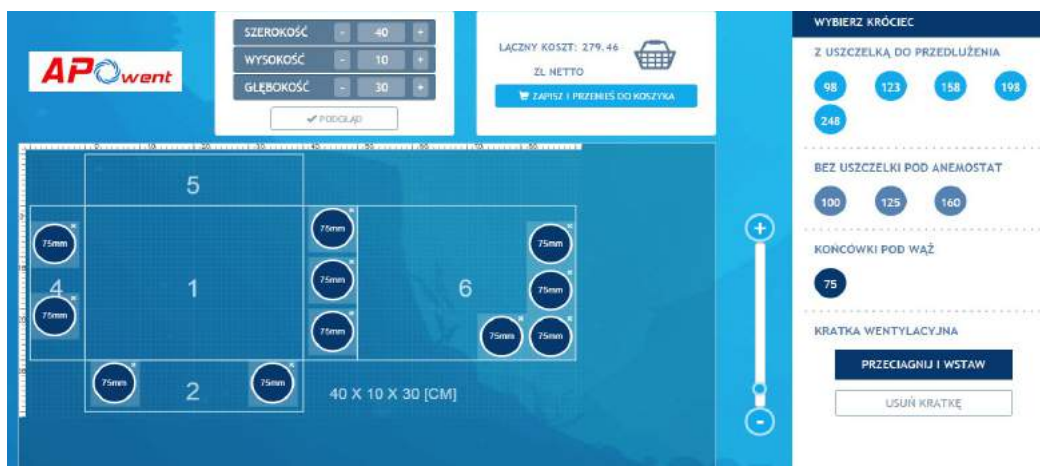 APOwent
SZEROKOŚĆ - 40 +
WYSOKOŚĆ - 10 +
GŁĘBOKOŚĆ - 30 +
PODGLĄD
ŁĄCZNY KOSZT: 279.46
ZŁ NETTO
ZAPISZ I PRZENIEŚ DO KOSZYKA
WYBIERZ KRÓCIEC
Z USZCZELKĄ DO PRZEDŁUŻENIA
98 123 158 198
248
BEZ USZCZELKI POD ANEMOSTAT
100 125 160
KOŃCÓWKI POD WĄŻ
75
KRATKA WENTYLACYJNA
PRZECIAGNIJ I WSTAW
USUŃ KRATKĘ
5
75mm 75mm 75mm
4 1 75mm 6 75mm
75mm 75mm 75mm 75mm
75mm 2 75mm
40 X 10 X 30 [CM]
+
-